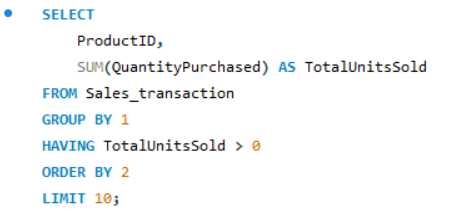 SELECT
ProductID,
SUM(QuantityPurchased) AS TotalUnitsSold
FROM Sales_transaction
GROUP BY 1
HAVING TotalUnitsSold > 0
ORDER BY 2
LIMIT 10;